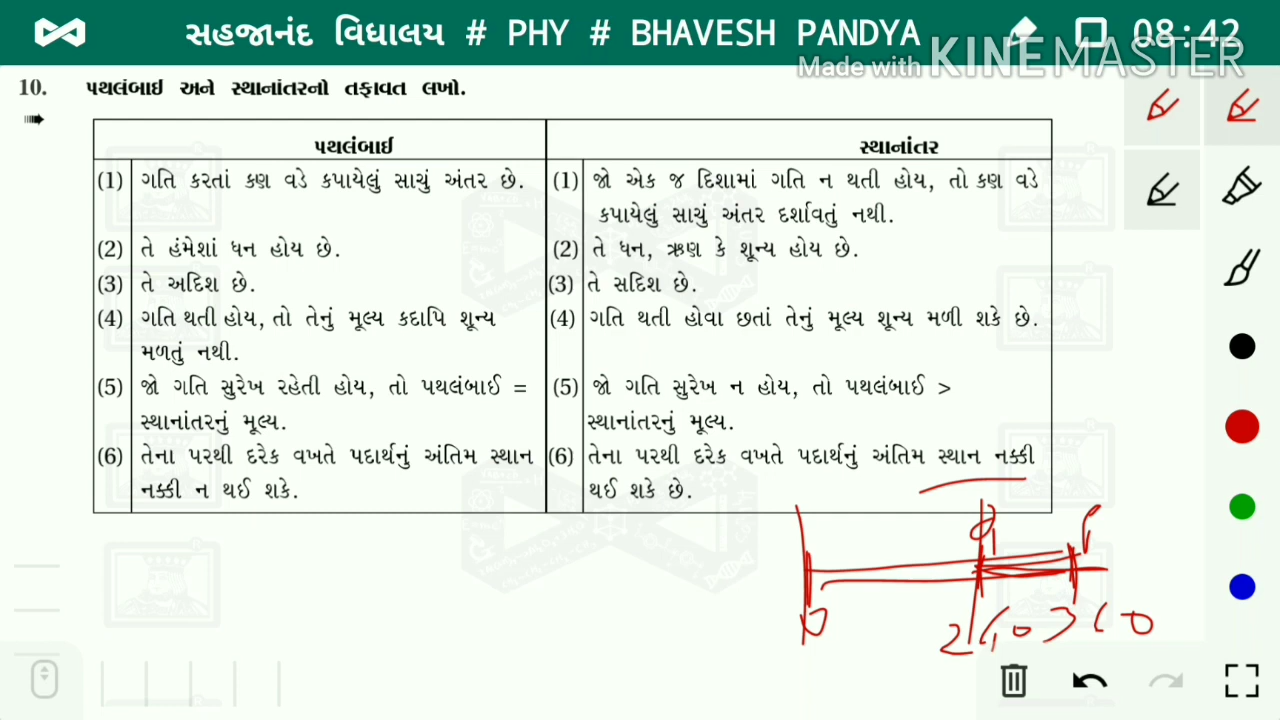 સહજાનંદ વિધાલય # PHY # BHAVESH PANDYA
08:42
Made with KINEMASTER
10. પથલંબાઈ અને સ્થાનાંતરનો તફાવત લખો.
પથલંબાઈ
સ્થાનાંતર
(1) ગતિ કરતાં કણ વડે કપાયેલું સાચું અંતર છે.
(1) જો એક જ દિશામાં ગતિ ન થતી હોય, તો કણ વડે
કપાયેલું સાચું અંતર દર્શાવતું નથી.
(2) તે હંમેશાં ધન હોય છે.
(2) તે ધન, ઋણ કે શૂન્ય હોય છે.
(3) તે અદિશ છે.
(3) તે સદિશ છે.
(4) ગતિ થતી હોય, તો તેનું મૂલ્ય કદાપિ શૂન્ય
મળતું નથી.
(4) ગતિ થતી હોવા છતાં તેનું મૂલ્ય શૂન્ય મળી શકે છે.
(5) જો ગતિ સુરેખ રહેતી હોય, તો પથલંબાઈ =
સ્થાનાંતરનું મૂલ્ય.
(5) જો ગતિ સુરેખ ન હોય, તો પથલંબાઈ >
સ્થાનાંતરનું મૂલ્ય.
(6) તેના પરથી દરેક વખતે પદાર્થનું અંતિમ સ્થાન
નક્કી ન થઈ શકે.
(6) તેના પરથી દરેક વખતે પદાર્થનું અંતિમ સ્થાન નક્કી
થઈ શકે છે.
0
240
360